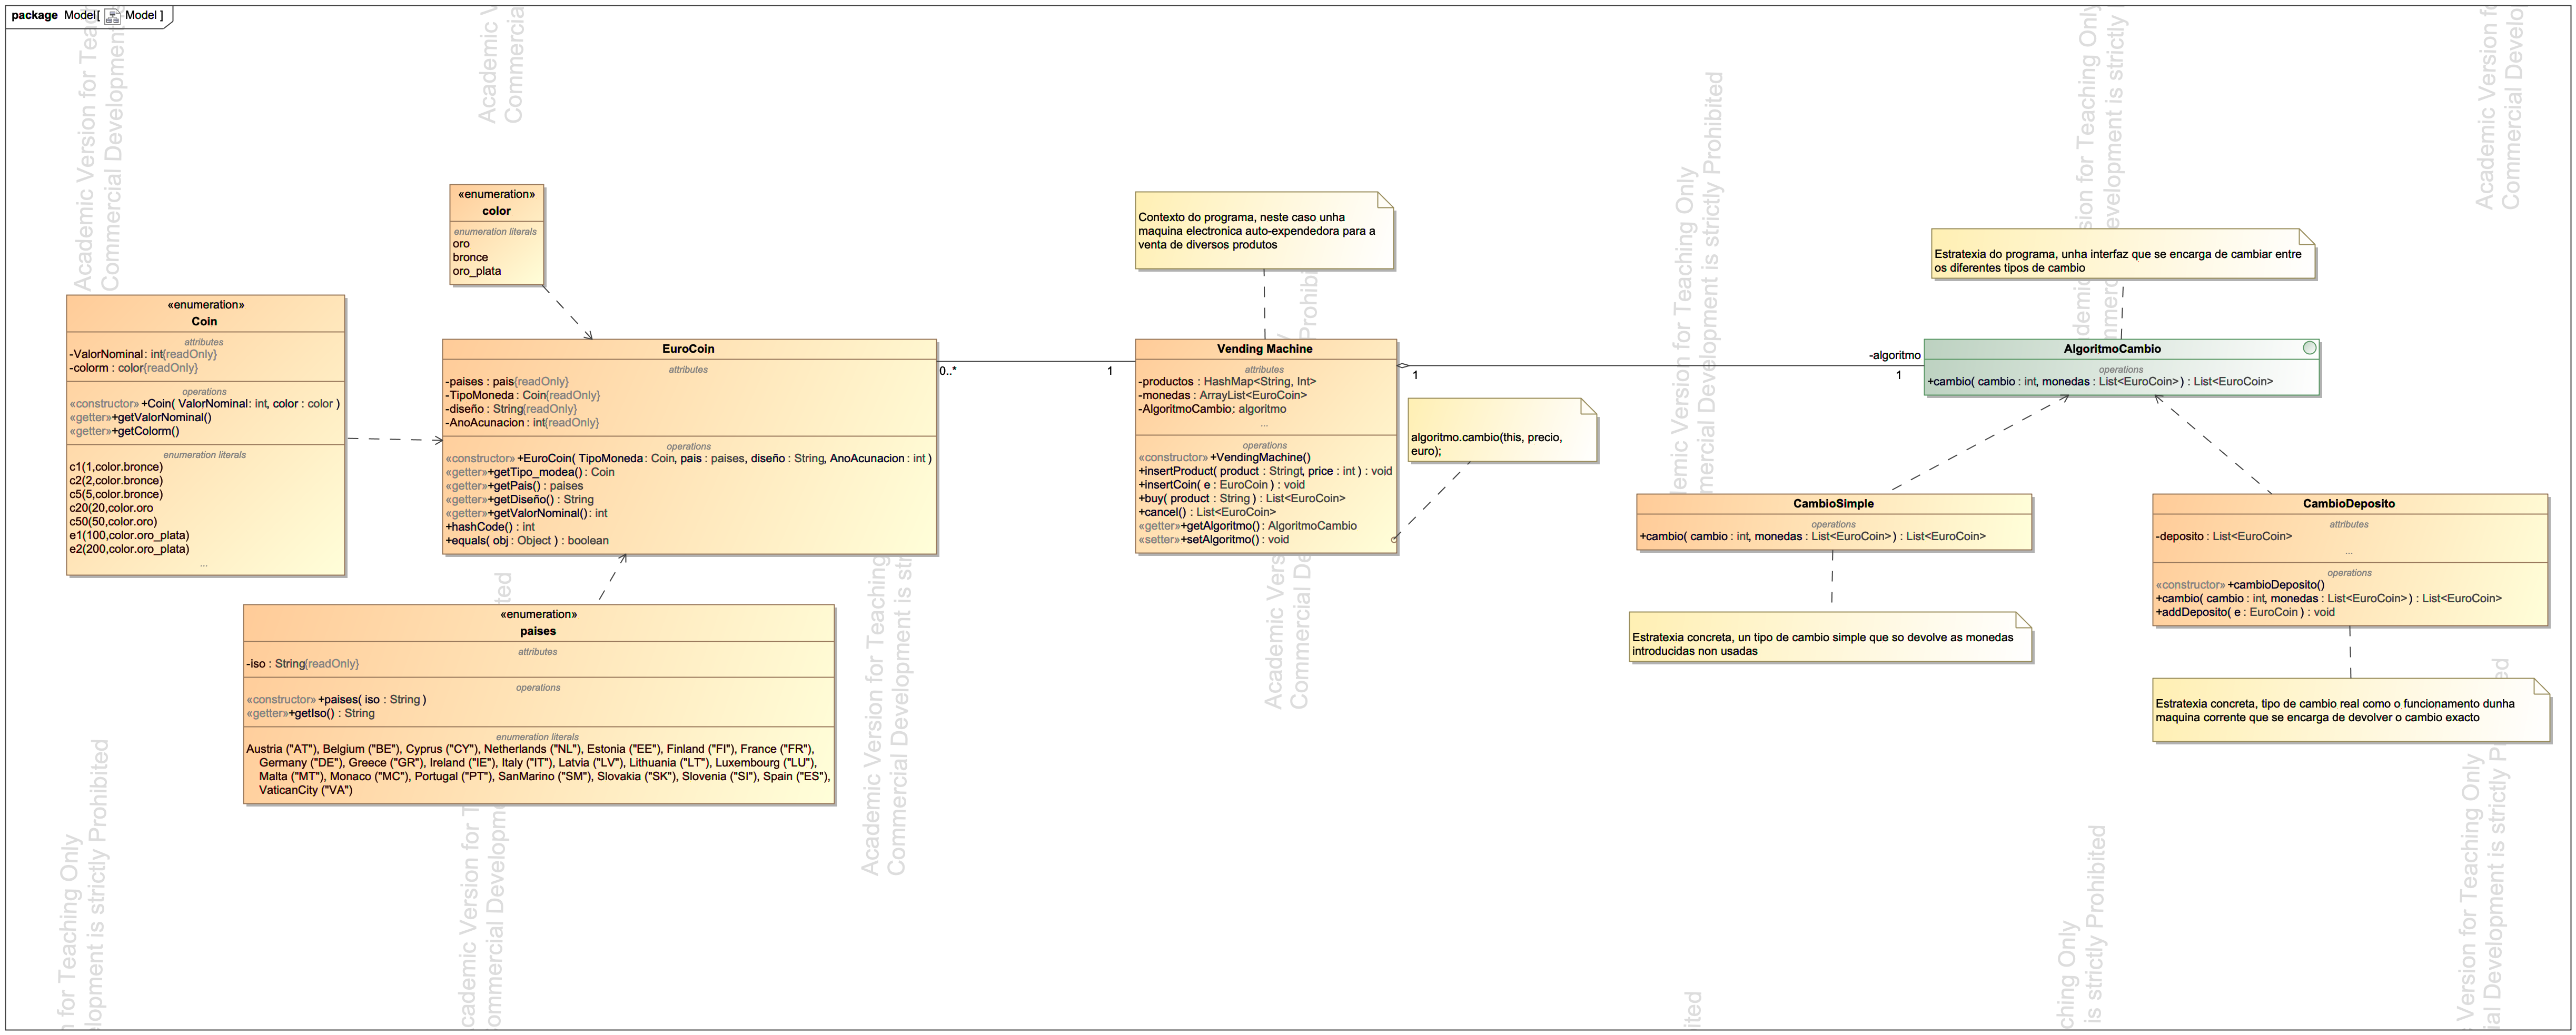 package Model[ Model ]
«enumeration»
color
enumeration literals
oro
bronce
oro_plata
Contexto do programa, neste caso unha
maquina electronica auto-expendedora para a
venta de diversos produtos
Estratexia do programa, unha interfaz que se encarga de cambiar entre
os diferentes tipos de cambio
«enumeration»
Coin
attributes
-ValorNominal : int{readOnly}
-colorm : color{readOnly}
operations
«constructor» +Coin( ValorNominal : int, color : color )
«getter»+getValorNominal()
«getter»+getColorm()
enumeration literals
c1(1,color.bronce)
c2(2,color.bronce)
c5(5,color.bronce)
c20(20,color.oro
c50(50,color.oro)
e1(100,color.oro_plata)
e2(200,color.oro_plata)
...
EuroCoin
attributes
-paises : pais{readOnly}
-TipoMoneda : Coin{readOnly}
-diseño : String{readOnly}
-AnoAcunacion : int{readOnly}
operations
«constructor» +EuroCoin( TipoMoneda : Coin, pais : paises, diseño : String, AnoAcunacion : int )
«getter»+getTipo_modea() : Coin
«getter»+getPais() : paises
«getter»+getDiseño() : String
«getter»+getValorNominal() : int
+hashCode() : int
+equals( obj : Object ) : boolean
0..*
1
Vending Machine
attributes
-productos : HashMap<String, Int>
-monedas : ArrayList<EuroCoin>
-AlgoritmoCambio : algoritmo
...
operations
«constructor» +VendingMachine()
+insertProduct( product : Stringt, price : int ) : void
+insertCoin( e : EuroCoin ) : void
+buy( product : String ) : List<EuroCoin>
+cancel() : List<EuroCoin>
«getter»+getAlgoritmo() : AlgoritmoCambio
«setter»+setAlgoritmo() : void
1
-algoritmo
1
algoritmo.cambio(this, precio,
euro);
AlgoritmoCambio
operations
+cambio( cambio : int, monedas : List<EuroCoin> ) : List<EuroCoin>
CambioSimple
operations
+cambio( cambio : int, monedas : List<EuroCoin> ) : List<EuroCoin>
Estratexia concreta, un tipo de cambio simple que so devolve as monedas
introducidas non usadas
CambioDeposito
attributes
-deposito : List<EuroCoin>
...
operations
«constructor» +cambioDeposito()
+cambio( cambio : int, monedas : List<EuroCoin> ) : List<EuroCoin>
+addDeposito( e : EuroCoin ) : void
Estratexia concreta, tipo de cambio real como o funcionamento dunha
maquina corrente que se encarga de devolver o cambio exacto
«enumeration»
paises
attributes
-iso : String{readOnly}
operations
«constructor» +paises( iso : String )
«getter»+getIso() : String
enumeration literals
Austria ("AT"), Belgium ("BE"), Cyprus ("CY"), Netherlands ("NL"), Estonia ("EE"), Finland ("FI"), France ("FR"),
Germany ("DE"), Greece ("GR"), Ireland ("IE"), Italy ("IT"), Latvia ("LV"), Lithuania ("LT"), Luxembourg ("LU"),
Malta ("MT"), Monaco ("MC"), Portugal ("PT"), SanMarino ("SM"), Slovakia ("SK"), Slovenia ("SI"), Spain ("ES"),
VaticanCity ("VA")